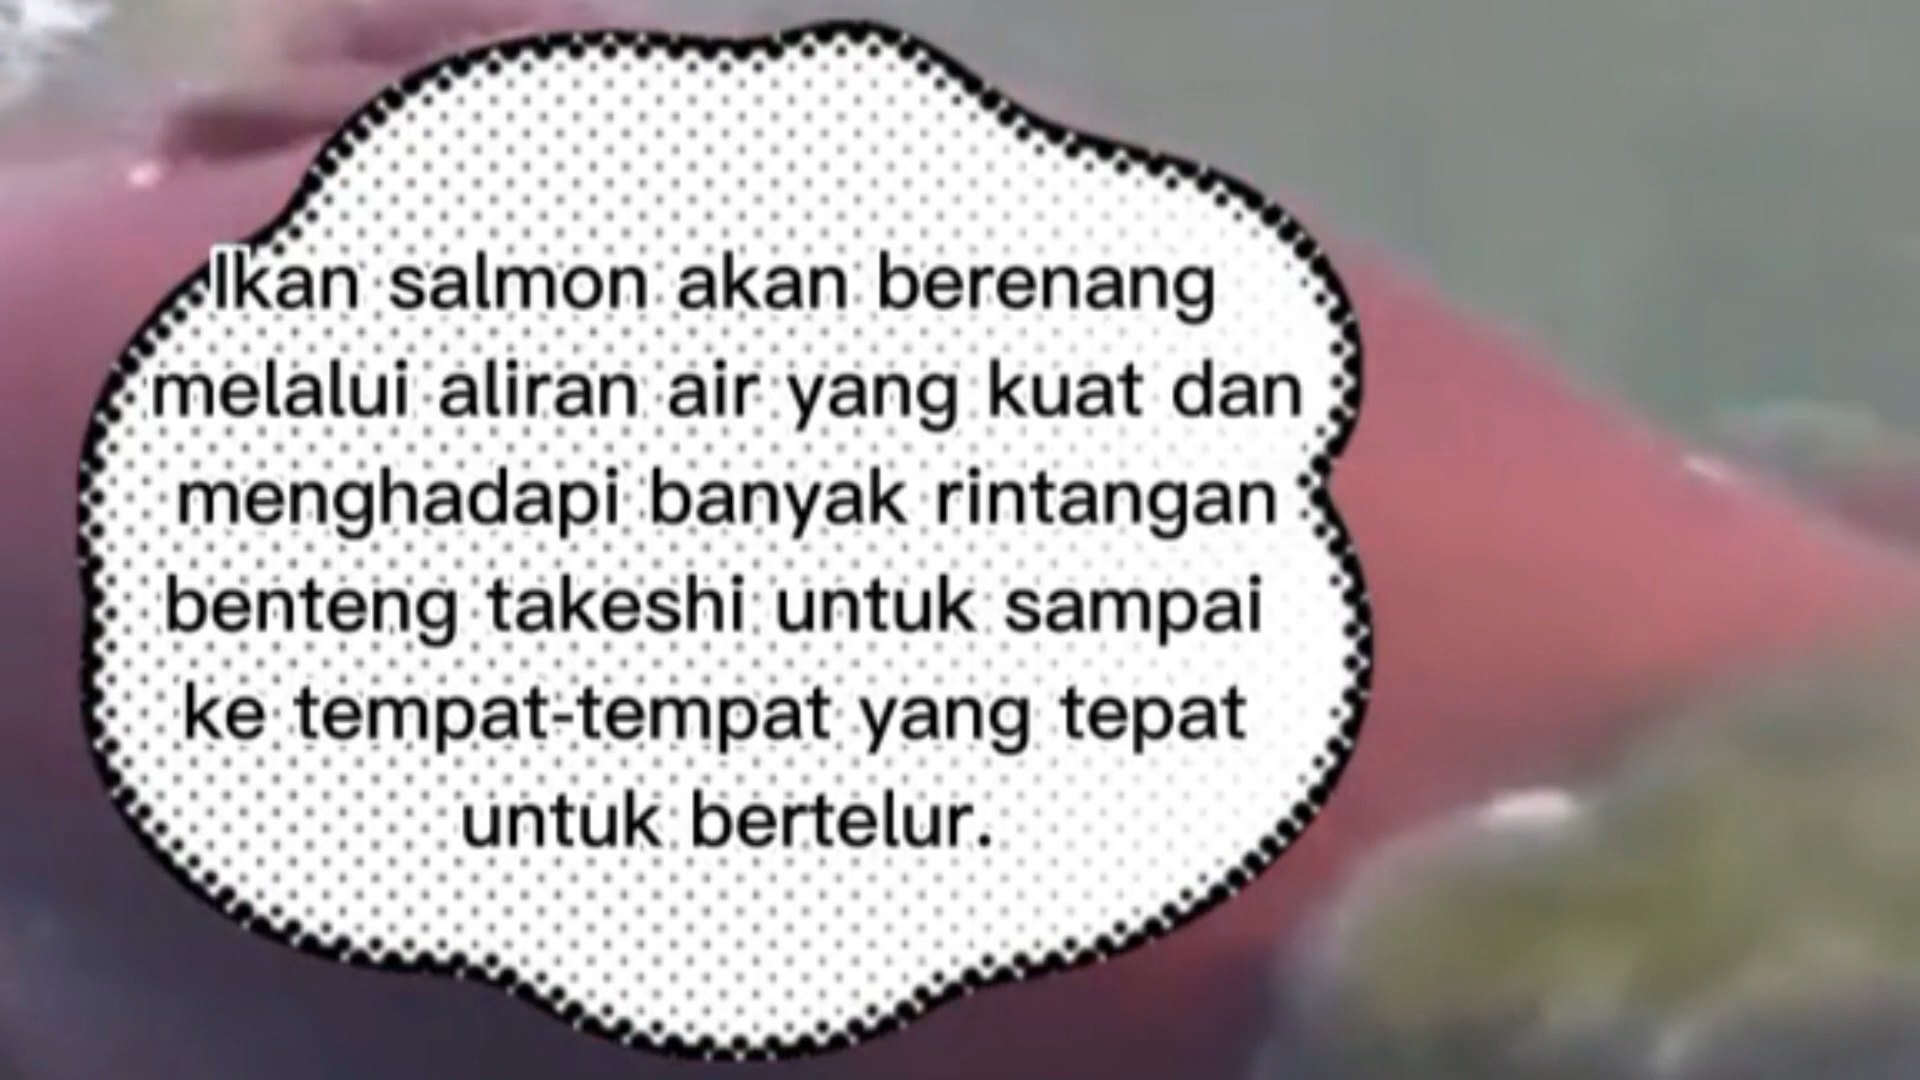 Ikan salmon akan berenang
melalui aliran air yang kuat dan
menghadapi banyak rintangan
benteng takeshi untuk sampai
ke tempat-tempat yang tepat
untuk bertelur.